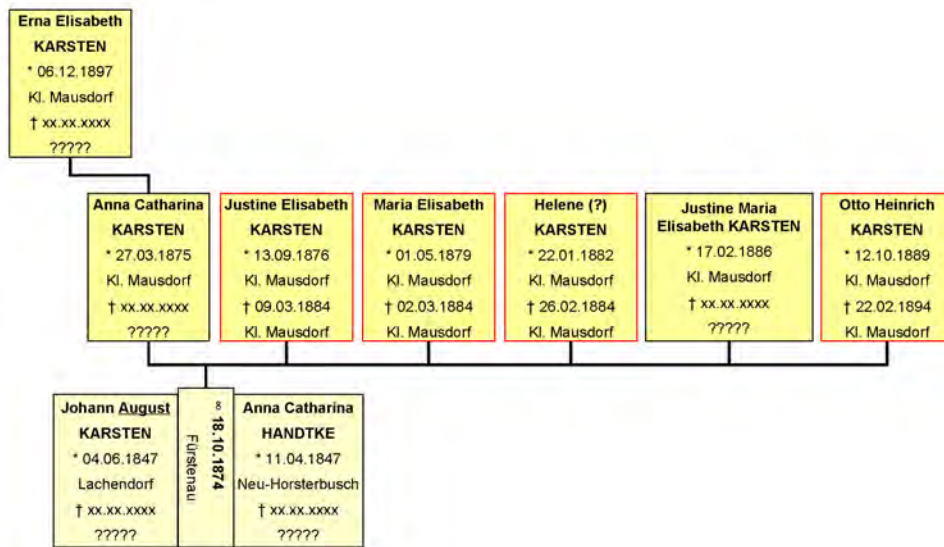 Erna Elisabeth
KARSTEN
* 06.12.1897
Kl. Mausdorf
† xx.xx.xxxx
?????
Anna Catharina
KARSTEN
* 27.03.1875
Kl. Mausdorf
† xx.xx.xxxx
?????
Justine Elisabeth
KARSTEN
* 13.09.1876
Kl. Mausdorf
† 09.03.1884
Kl. Mausdorf
Maria Elisabeth
KARSTEN
* 01.05.1879
Kl. Mausdorf
† 02.03.1884
Kl. Mausdorf
Helene (?)
KARSTEN
* 22.01.1882
Kl. Mausdorf
† 26.02.1884
Kl. Mausdorf
Justine Maria
Elisabeth KARSTEN
* 17.02.1886
Kl. Mausdorf
† xx.xx.xxxx
?????
Otto Heinrich
KARSTEN
* 12.10.1889
Kl. Mausdorf
† 22.02.1894
Kl. Mausdorf
Johann August
KARSTEN
* 04.06.1847
Lachendorf
† xx.xx.xxxx
?????
∞ 18.10.1874
Fürstenau
Anna Catharina
HANDTKE
* 11.04.1847
Neu-Horsterbusch
† xx.xx.xxxx
?????